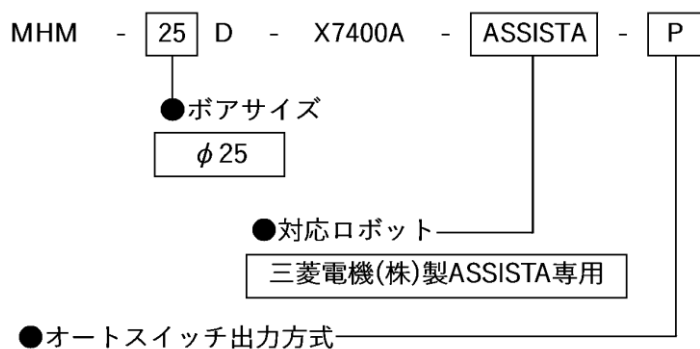 MHM - 25 D - X7400A - ASSISTA - P
●ボアサイズ
φ25
●対応ロボット
三菱電機(株)製ASSISTA専用
●オートスイッチ出力方式